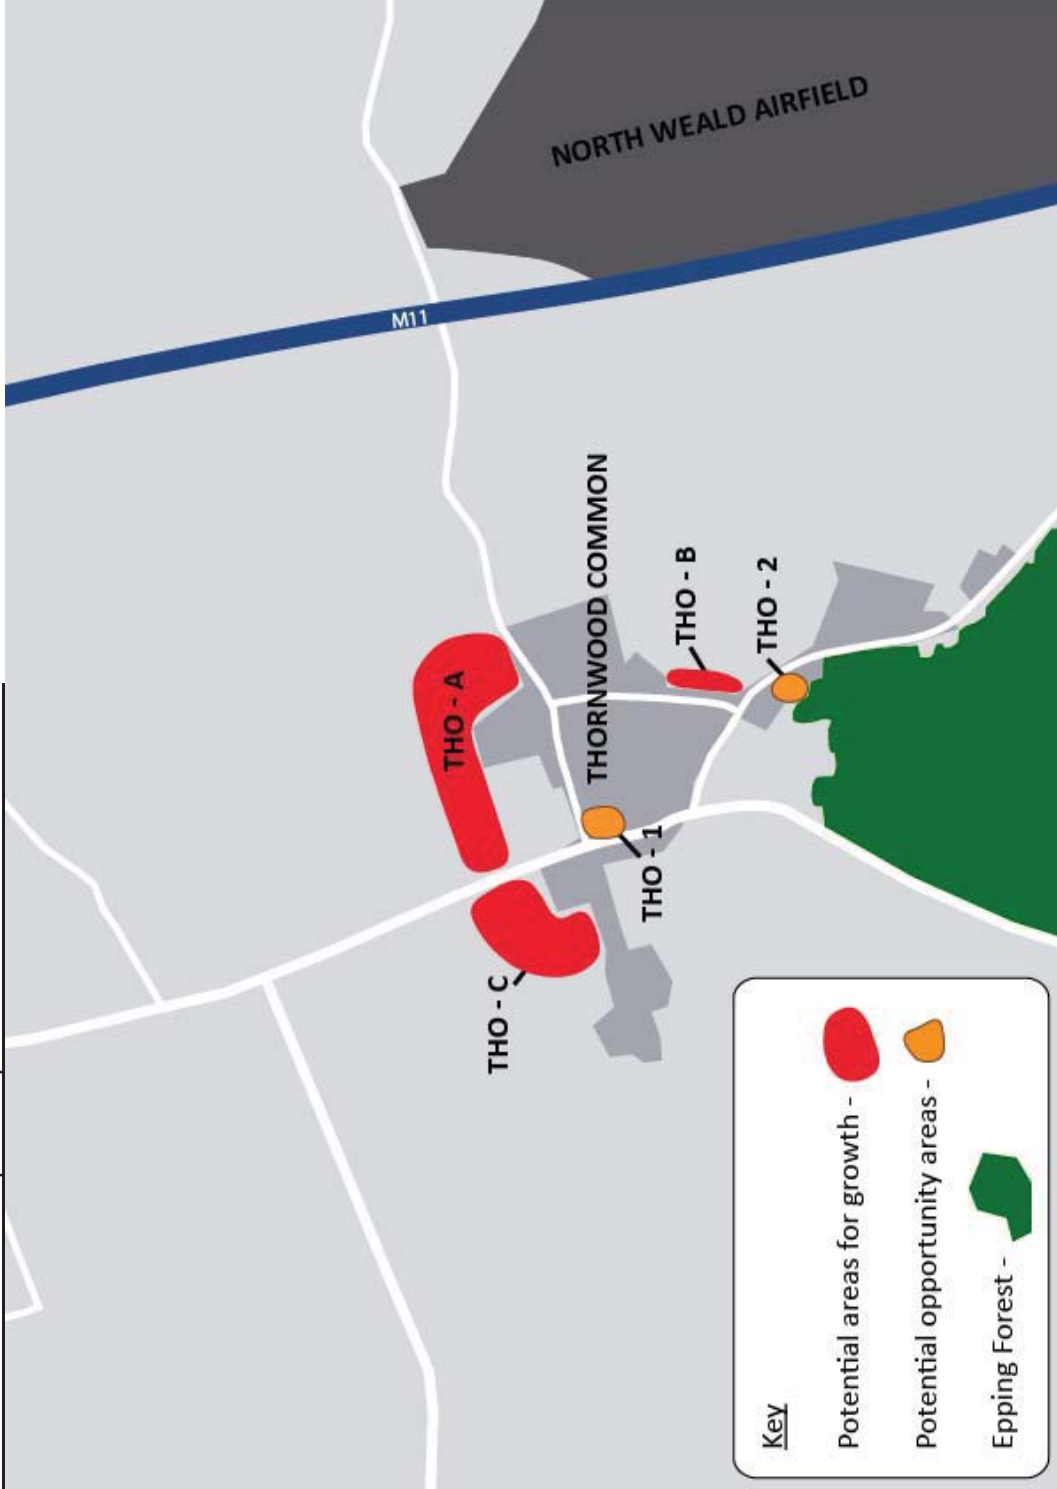 NORTH WEALD AIRFIELD
M11
THORNWOOD COMMON
THO - A
THO - B
THO - 2
THO - 1
THO - C
Key
Potential areas for growth -
Potential opportunity areas -
Epping Forest -